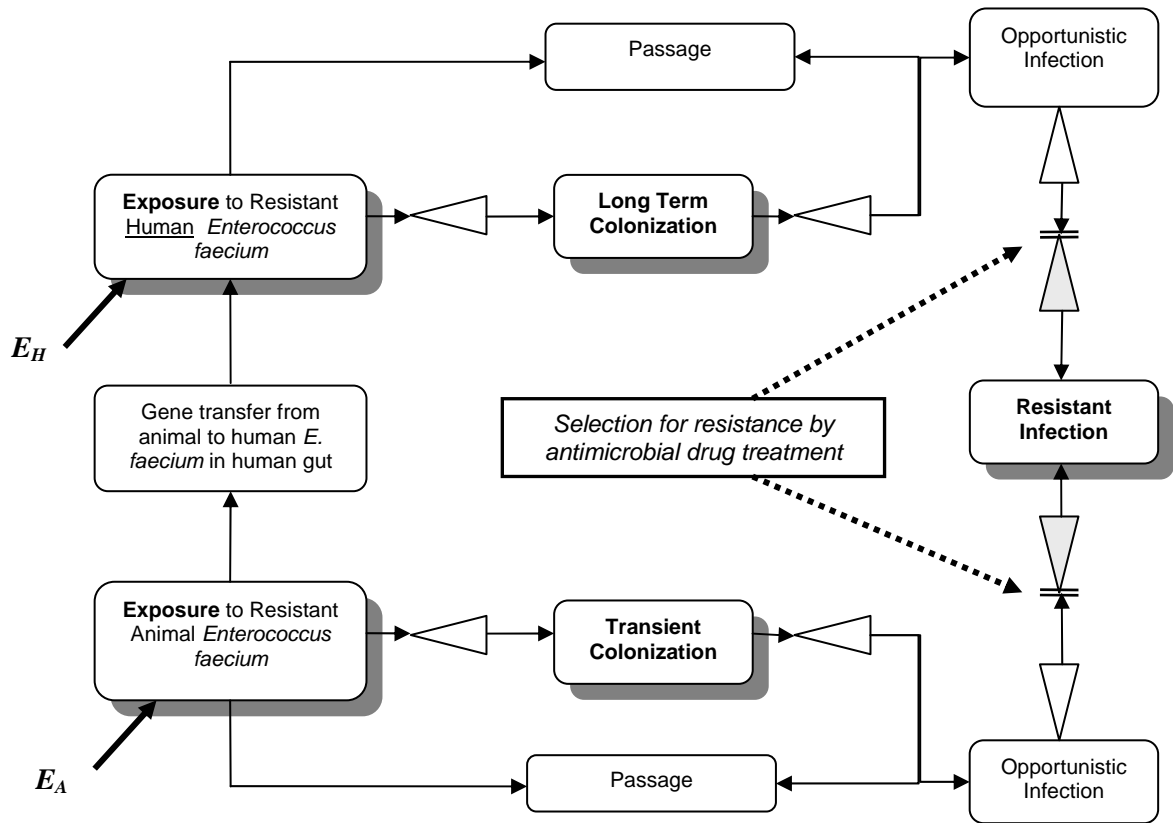 Passage
Opportunistic
Infection
Exposure to Resistant
Human Enterococcus
faecium
Long Term
Colonization
E_H
Gene transfer from
animal to human E.
faecium in human gut
Selection for resistance by
antimicrobial drug treatment
Resistant
Infection
Exposure to Resistant
Animal Enterococcus
faecium
Transient
Colonization
E_A
Passage
Opportunistic
Infection